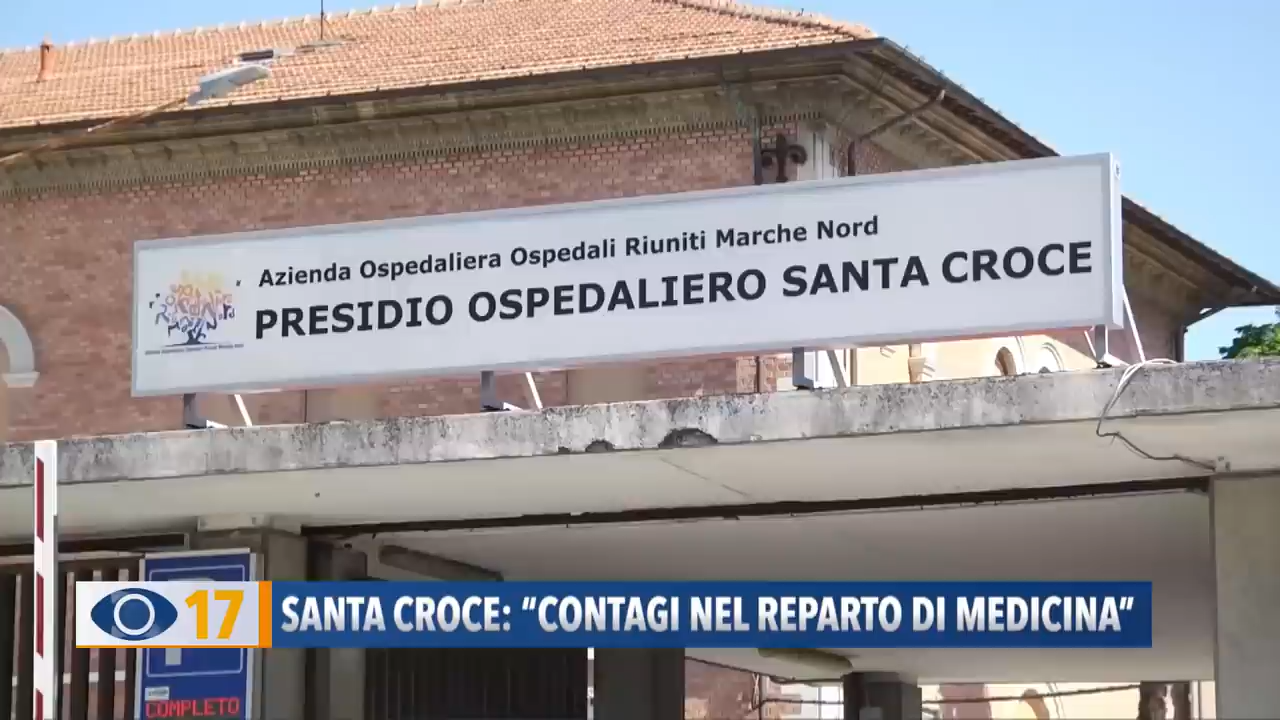 Azienda Ospedaliera Ospedali Riuniti Marche Nord
PRESIDIO OSPEDALIERO SANTA CROCE
17
SANTA CROCE: “CONTAGI NEL REPARTO DI MEDICINA”
P
COMPLETO